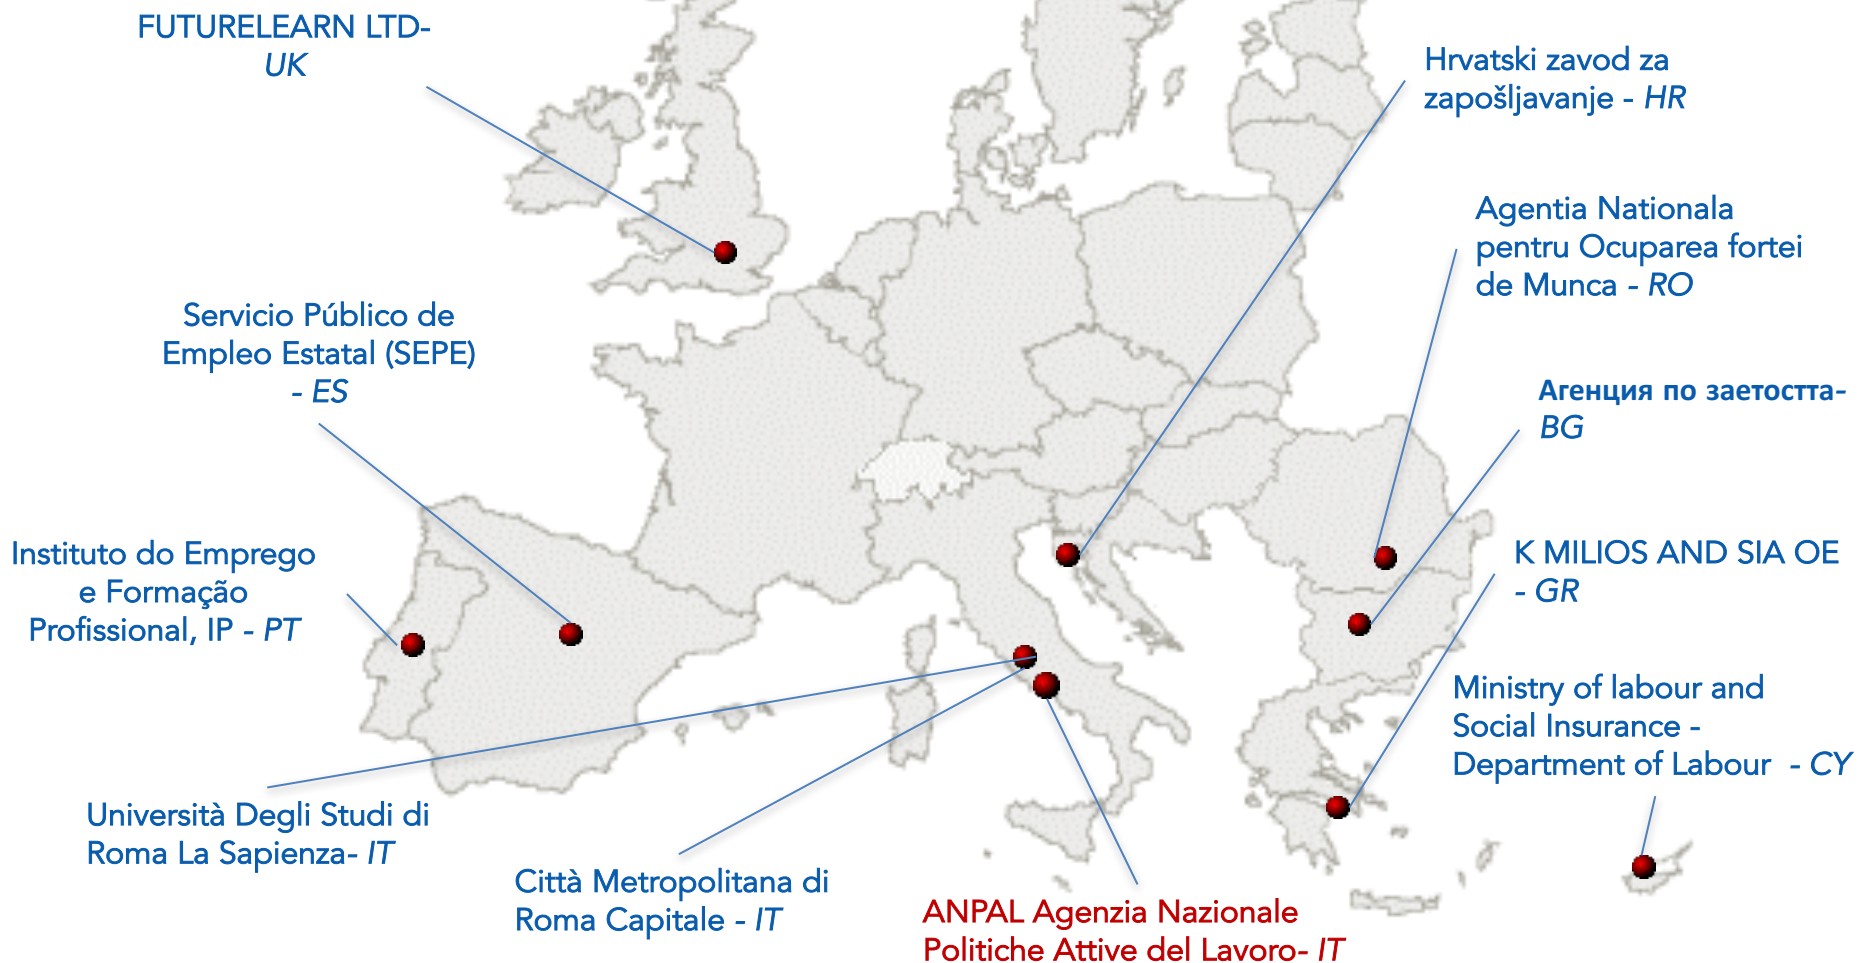 FUTURELEARN LTD-
UK
Hrvatski zavod za
zapošljavanje - HR
Agentia Nationala
pentru Ocuparea fortei
de Munca - RO
Servicio Público de
Empleo Estatal (SEPE)
- ES
Агенция по заетостта-
BG
Instituto do Emprego
e Formação
Profissional, IP - PT
K MILIOS AND SIA OE
- GR
Ministry of labour and
Social Insurance -
Department of Labour - CY
Università Degli Studi di
Roma La Sapienza- IT
Città Metropolitana di
Roma Capitale - IT
ANPAL Agenzia Nazionale
Politiche Attive del Lavoro- IT